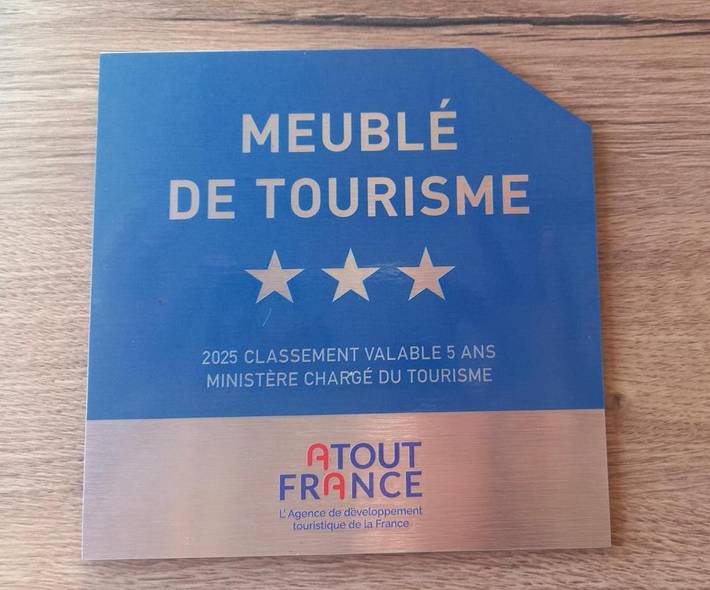 MEUBLÉ
DE TOURISME
2025 CLASSEMENT VALABLE 5 ANS
MINISTÈRE CHARGÉ DU TOURISME
ATOUT
FRANCE
L'Agence de développement
touristique de la France